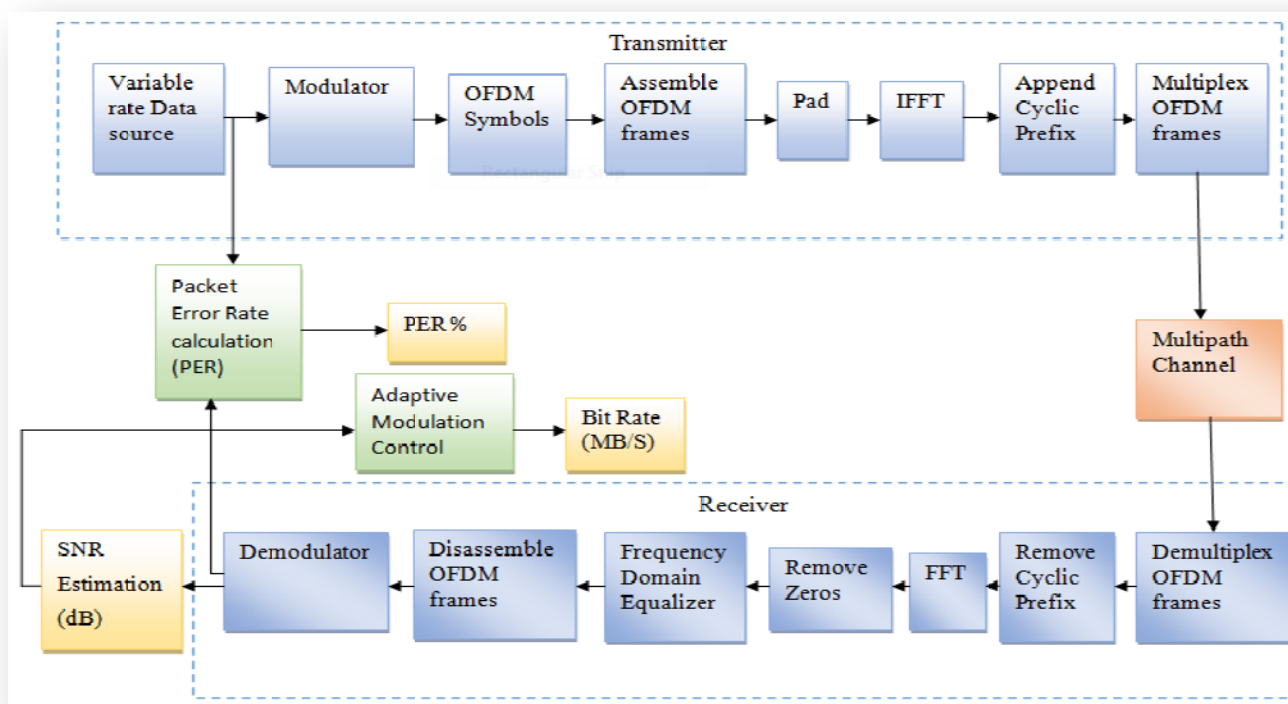 Transmitter
Variable
rate Data
source
Modulator
OFDM
Symbols
Assemble
OFDM
frames
Pad
IFFT
Append
Cyclic
Prefix
Multiplex
OFDM
frames
Rectangular Snip
Packet
Error Rate
calculation
(PER)
PER %
Multipath
Channel
Adaptive
Modulation
Control
Bit Rate
(MB/S)
Receiver
SNR
Estimation
(dB)
Demodulator
Disassemble
OFDM
frames
Frequency
Domain
Equalizer
Remove
Zeros
FFT
Remove
Cyclic
Prefix
Demultiplex
OFDM
frames